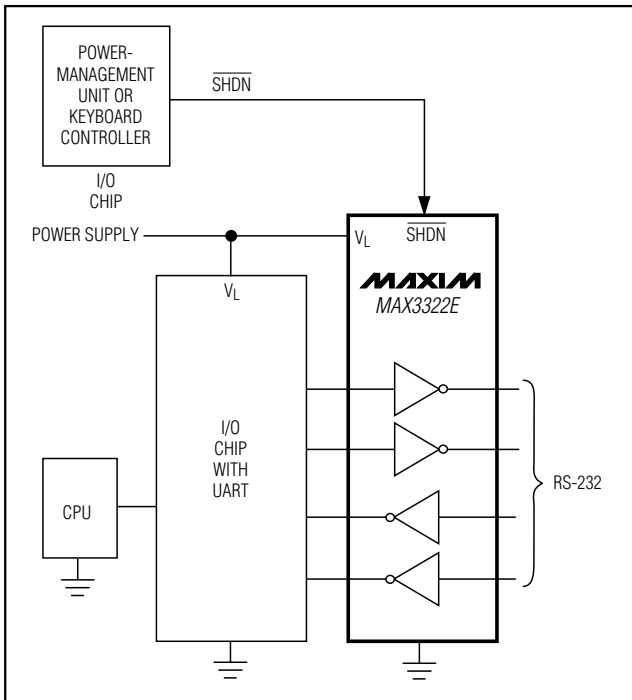 POWER-
MANAGEMENT
UNIT OR
KEYBOARD
CONTROLLER
SHDN
I/O
CHIP
POWER SUPPLY
VL
SHDN
VL
MAXIM
MAX3322E
I/O
CHIP
WITH
UART
RS-232
CPU